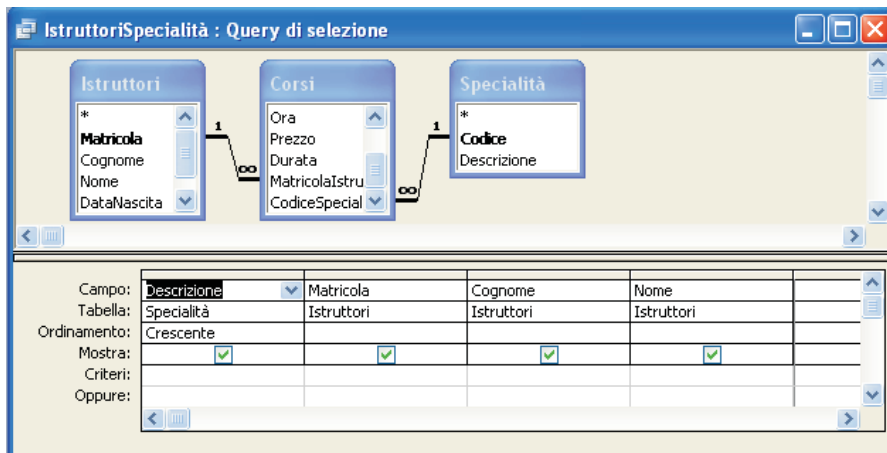 IstruttoriSpecialità : Query di selezione
Istruttori
*
Matricola
Cognome
Nome
DataNascita
1
∞
Corsi
Ora
Prezzo
Durata
MatricolaIstru
CodiceSpecial
1
∞
Specialità
*
Codice
Descrizione
Campo: Descrizione Matricola Cognome Nome
Tabella: Specialità Istruttori Istruttori Istruttori
Ordinamento: Crescente
Mostra:
Criteri:
Oppure: